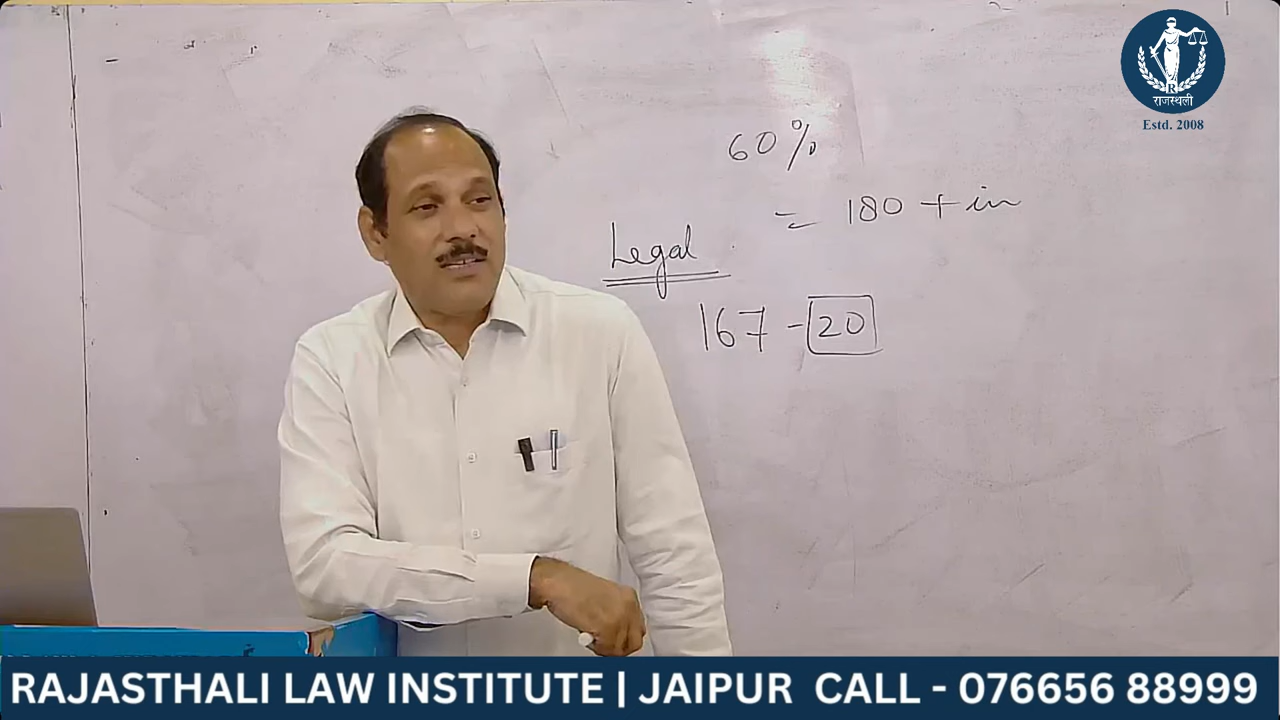 राजस्थली
Estd. 2008
60%
= 180 + in
Legal
167 - 20
RAJASTHALI LAW INSTITUTE | JAIPUR CALL - 076656 88999